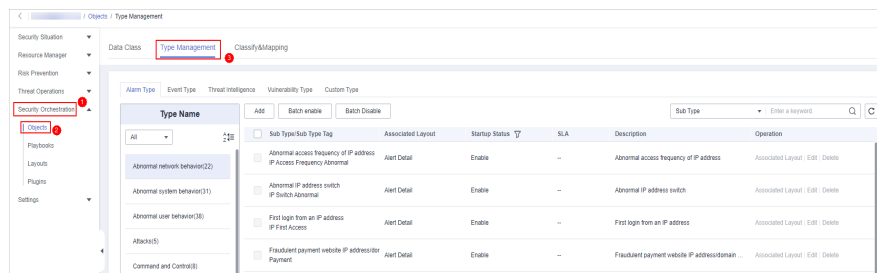 / Objects / Type Management
Security Situation
Resource Manager
Risk Prevention
Threat Operations
Security Orchestration
1
Objects
2
Playbooks
Layouts
Plugins
Settings
Data Class Type Management Classify&Mapping
3
Alarm Type Event Type Threat Intelligence Vulnerability Type Custom Type
Type Name
All
Abnormal network behavior(22)
Abnormal system behavior(31)
Abnormal user behavior(38)
Attacks(5)
Command and Control(8)
Add Batch enable Batch Disable Sub Type Enter a keyword
Sub Type/Sub Type Tag Associated Layout Startup Status SLA Description Operation
Abnormal access frequency of IP address
IP Access Frequency Abnormal
Alert Detail Enable -- Abnormal access frequency of IP address Associated Layout | Edit | Delete
Abnormal IP address switch
IP Switch Abnormal
Alert Detail Enable -- Abnormal IP address switch Associated Layout | Edit | Delete
First login from an IP address
IP First Access
Alert Detail Enable -- First login from an IP address Associated Layout | Edit | Delete
Fraudulent payment website IP address/dor
Payment
Alert Detail Enable -- Fraudulent payment website IP address/domain ... Associated Layout | Edit | Delete